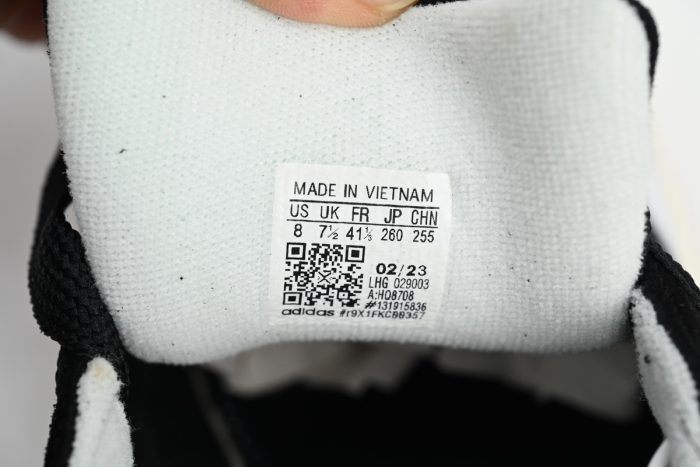 MADE IN VIETNAM
US UK FR JP CHN
8 7½ 41⅓ 260 255
02/23
LHG 029003
A:HQ8708
#131915836
adidas #r9X1FKCBB357